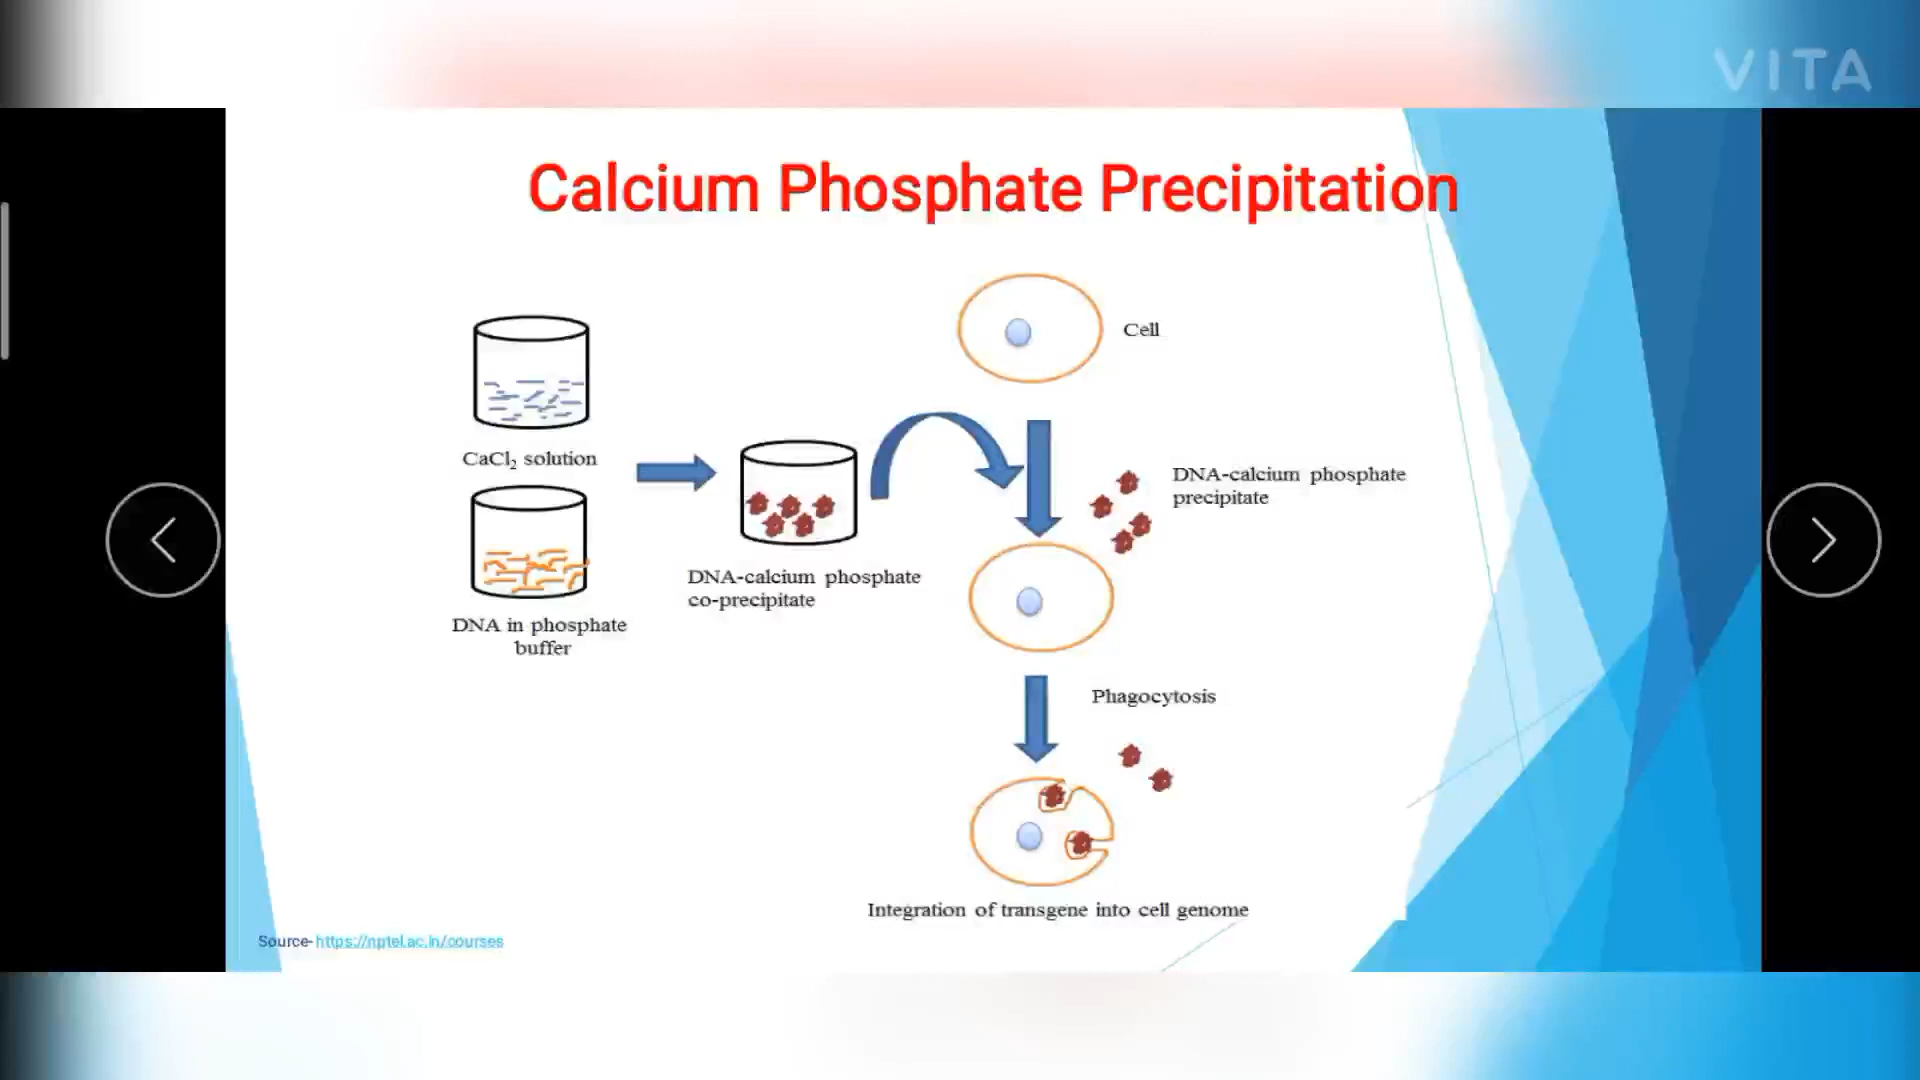 VITA
Calcium Phosphate Precipitation
Cell
CaCl₂ solution
DNA-calcium phosphate
precipitate
DNA-calcium phosphate
co-precipitate
DNA in phosphate
buffer
Phagocytosis
Integration of transgene into cell genome
Source- https://nptel.ac.in/courses